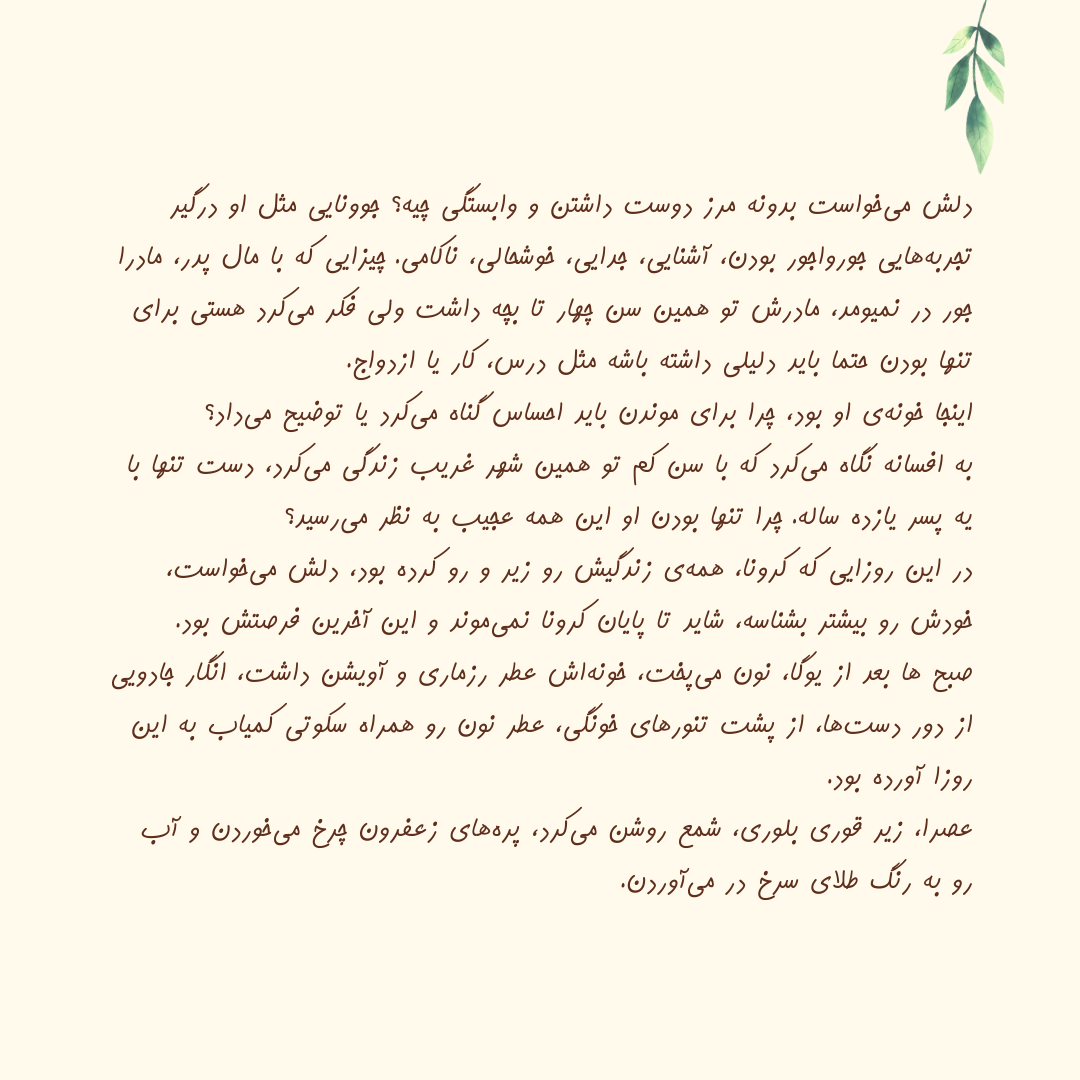 دلش می‌خواست بدونه مرز دوست داشتن و وابستگی چیه؟ جوونایی مثل او درگیر
تجربه‌هایی جورواجور بودن، آشنایی، جدایی، خوشحالی، ناکامی. چیزایی که با مال پدر، مادرا
جور در نمیومد، مادرش تو همین سن چهار تا بچه داشت ولی فکر می‌کرد هستی برای
تنها بودن حتما باید دلیلی داشته باشه مثل درس، کار یا ازدواج.
اینجا خونه‌ی او بود، چرا برای موندن باید احساس گناه می‌کرد یا توضیح می‌داد؟
به افسانه نگاه می‌کرد که با سن کم تو همین شهر غریب زندگی می‌کرد، دست تنها با
یه پسر یازده ساله. چرا تنها بودن او این همه عجیب به نظر می‌رسید؟
در این روزایی که کرونا، همه‌ی زندگیش رو زیر و رو کرده بود، دلش می‌خواست،
خودش رو بیشتر بشناسه، شاید تا پایان کرونا نمی‌موند و این آخرین فرصتش بود.
صبح ها بعد از یوگا، نون می‌پخت، خونه‌اش عطر رزماری و آویشن داشت، انگار جادویی
از دور دست‌ها، از پشت تنورهای خونگی، عطر نون رو همراه سکوتی کمیاب به این
روزا آورده بود.
عصرا، زیر قوری بلوری، شمع روشن می‌کرد، پره‌های زعفرون چرخ می‌خوردن و آب
رو به رنگ طلای سرخ در می‌آوردن.